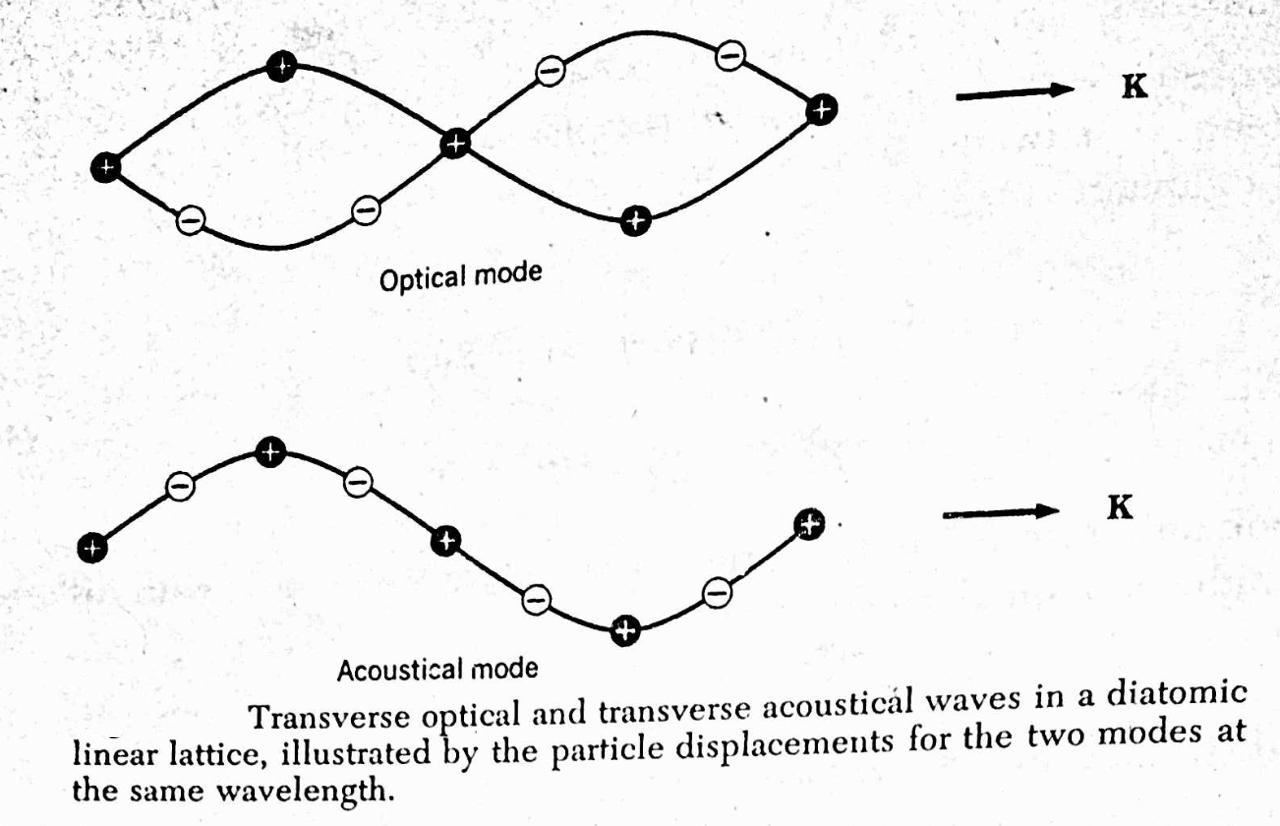 + − − +
+ + K
− −
+
Optical mode
+
− −
+ + + K
− −
+
Acoustical mode
Transverse optical and transverse acoustical waves in a diatomic
linear lattice, illustrated by the particle displacements for the two modes at
the same wavelength.